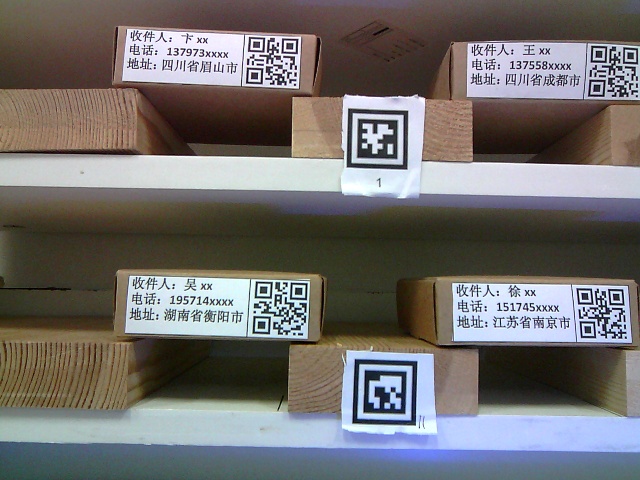 收件人：卞 xx
电话：137973xxxx
地址：四川省眉山市
收件人：王 xx
电话：137558xxxx
地址：四川省成都市
1
收件人：吴 xx
电话：195714xxxx
地址：湖南省衡阳市
收件人：徐 xx
电话：151745xxxx
地址：江苏省南京市